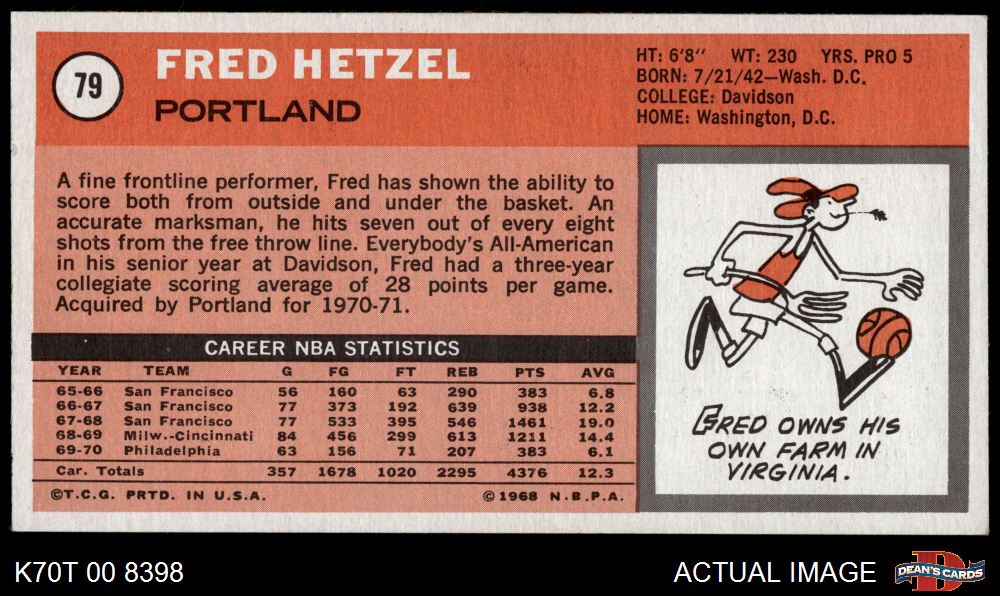 79
FRED HETZEL
PORTLAND
HT: 6'8'' WT: 230 YRS. PRO 5
BORN: 7/21/42—Wash. D.C.
COLLEGE: Davidson
HOME: Washington, D.C.
A fine frontline performer, Fred has shown the ability to
score both from outside and under the basket. An
accurate marksman, he hits seven out of every eight
shots from the free throw line. Everybody's All-American
in his senior year at Davidson, Fred had a three-year
collegiate scoring average of 28 points per game.
Acquired by Portland for 1970-71.
CAREER NBA STATISTICS
YEAR TEAM G FG FT REB PTS AVG
65-66 San Francisco 56 160 63 290 383 6.8
66-67 San Francisco 77 373 192 639 938 12.2
67-68 San Francisco 77 533 395 546 1461 19.0
68-69 Milw.--Cincinnati 84 456 299 613 1211 14.4
69-70 Philadelphia 63 156 71 207 383 6.1
Car. Totals 357 1678 1020 2295 4376 12.3
©T.C.G. PRTD. IN U.S.A. ©1968 N.B.P.A.
FRED OWNS HIS
OWN FARM IN
VIRGINIA.
K70T 00 8398
ACTUAL IMAGE
D
DEAN'S CARDS